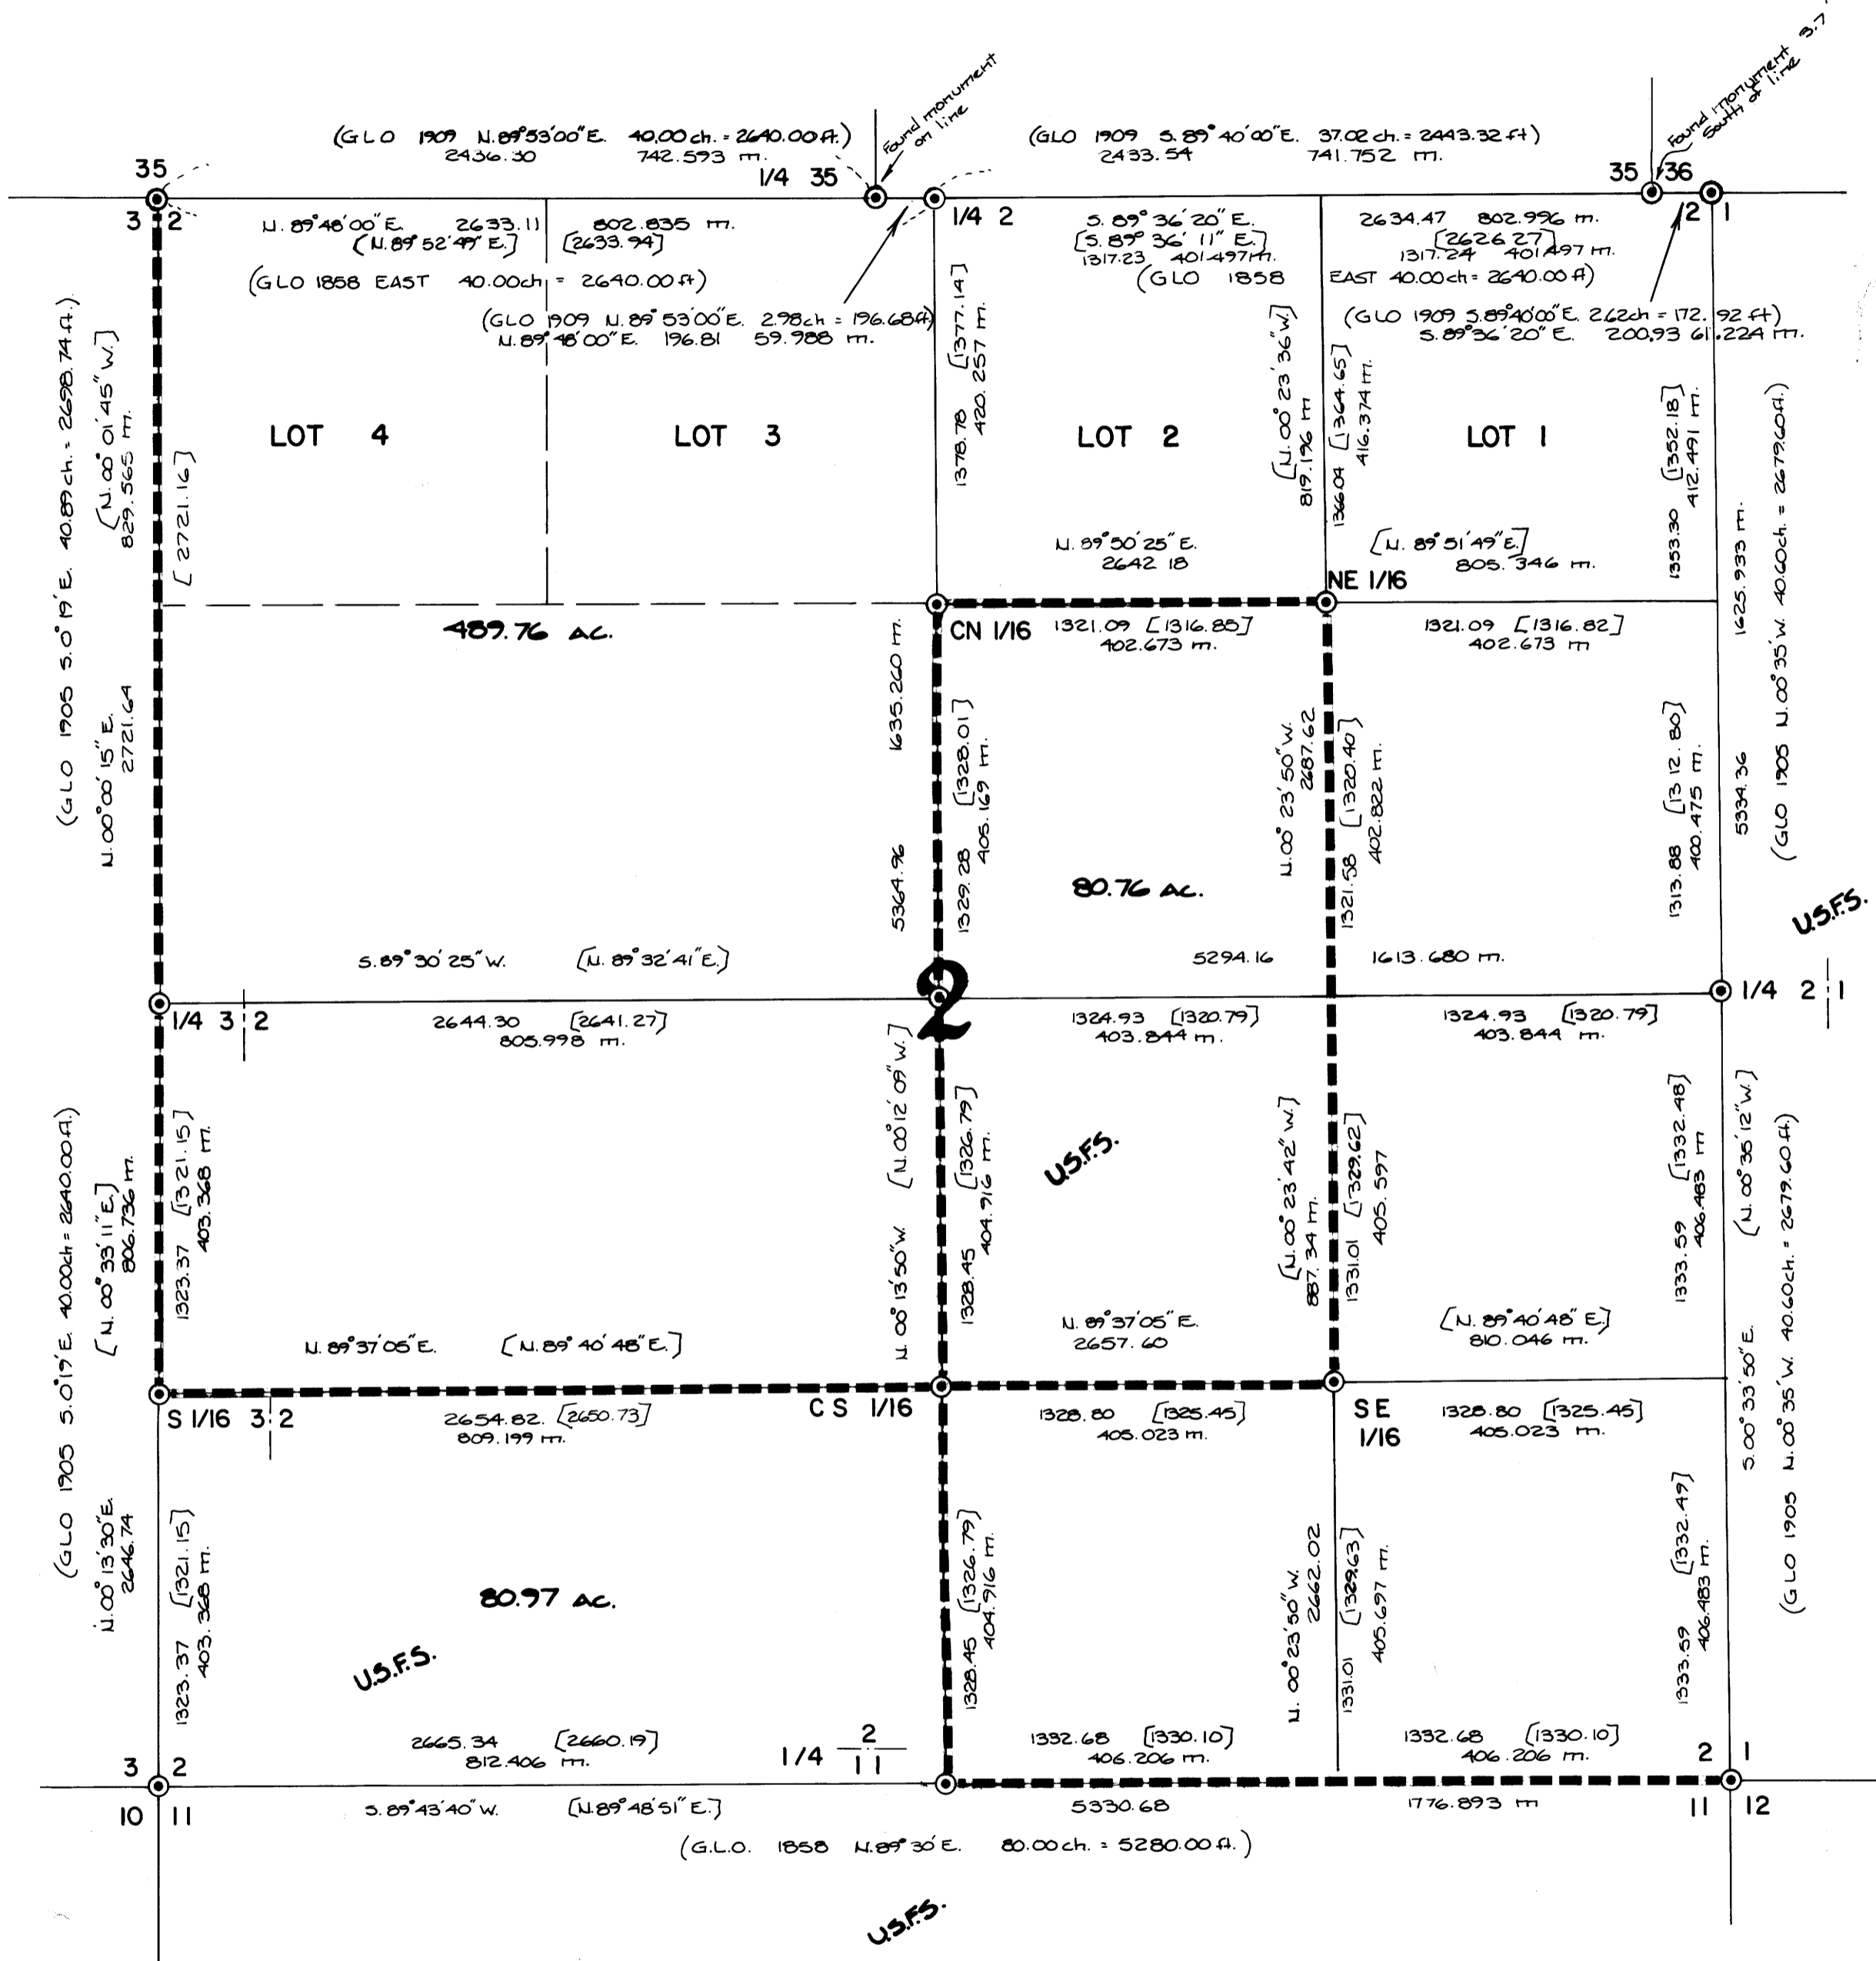 Found monument
on line
Found monument 3.7'
South of line
(GLO 1909 N.89°53'00"E. 40.00 ch. = 2640.00 ft.)
2436.30 742.593 m.
(GLO 1909 S.89°40'00"E. 37.02 ch. = 2443.32 ft)
2433.54 741.752 m.
35
1/4 35
35 36
3 2
1/4 2
2 1
N.89°48'00"E. 2633.11 802.835 m.
[N.89°52'49"E.] [2633.94]
(GLO 1858 EAST 40.00ch = 2640.00 ft)
(GLO 1909 N.89°53'00"E. 2.98ch = 196.68ft)
N.89°48'00"E. 196.81 59.988 m.
S.89°36'20"E. 2634.47 802.996 m.
[S.89°36'11"E.] [2626.27]
1317.23 401.497m. 1317.24 401.497 m.
(GLO 1858 EAST 40.00ch = 2640.00 ft)
(GLO 1909 S.89°40'00"E. 2.62ch = 172.92 ft)
S.89°36'20"E. 200.93 61.224 m.
(GLO 1905 S.0°19'E. 40.89ch. = 2698.74 ft.)
[N.00°01'45"W.]
829.565 m.
[2721.16]
N.00°00'15"E.
2721.64
1378.78 [1377.14]
420.257 m.
[N.00°23'36"W.]
819.196 m
1366.04 [1364.65]
416.374 m.
1353.30 [1352.18]
412.491 m.
1625.933 m.
5334.36
(GLO 1905 N.00°35'W. 40.60ch. = 2679.60ft.)
LOT 4
LOT 3
LOT 2
LOT 1
N.89°50'25"E. [N.89°51'49"E.]
2642.18 805.346 m.
NE 1/16
CN 1/16
1321.09 [1316.85]
402.673 m.
1321.09 [1316.82]
402.673 m
489.76 AC.
1635.260 m.
5364.96
1329.28 [1328.01]
405.169 m.
N.00°23'50"W.
2687.62
1321.58 [1320.40]
402.822 m.
1313.88 [1312.80]
400.475 m.
80.76 AC.
U.S.F.S.
S.89°30'25"W. [N.89°32'41"E.]
5294.16 1613.680 m.
2
1/4 3 2
1/4 2 1
2644.30 [2641.27]
805.998 m.
1324.93 [1320.79]
403.844 m.
1324.93 [1320.79]
403.844 m.
(GLO 1905 S.0°19'E. 40.00ch = 2640.00ft.)
[N.00°33'11"E.]
806.736 m.
1323.37 [1321.15]
403.368 m.
N.00°13'50"W. [N.00°12'09"W.]
1328.45 [1326.79]
404.916 m.
U.S.F.S.
[N.00°23'42"W.]
887.34 m.
1331.01 [1329.62]
405.597
1333.59 [1332.48]
406.483 m
[N.00°35'12"W.]
S.00°33'50"E.
(GLO 1905 N.00°35'W. 40.60ch. = 2679.60ft.)
N.89°37'05"E. [N.89°40'48"E.]
N.89°37'05"E. [N.89°40'48"E.]
2657.60 810.046 m.
S 1/16 3 2
C S 1/16
S E
1/16
2654.82. [2650.73]
809.199 m.
1328.80 [1325.45]
405.023 m.
1328.80 [1325.45]
405.023 m.
N.00°13'30"E.
2646.74
1323.37 [1321.15]
403.368 m.
80.97 AC.
U.S.F.S.
1328.45 [1326.79]
404.916 m.
N.00°23'50"W.
2662.02
1331.01 [1329.63]
405.697 m.
1333.59 [1332.49]
406.483 m.
2665.34 [2660.19]
812.406 m.
1/4 2
11
1332.68 [1330.10]
406.206 m.
1332.68 [1330.10]
406.206 m.
3 2
2 1
10 11
11 12
S.89°43'40"W. [N.89°48'51"E.]
5330.68 1776.893 m
(G.L.O. 1858 N.89°30'E. 80.00ch. = 5280.00 ft.)
U.S.F.S.